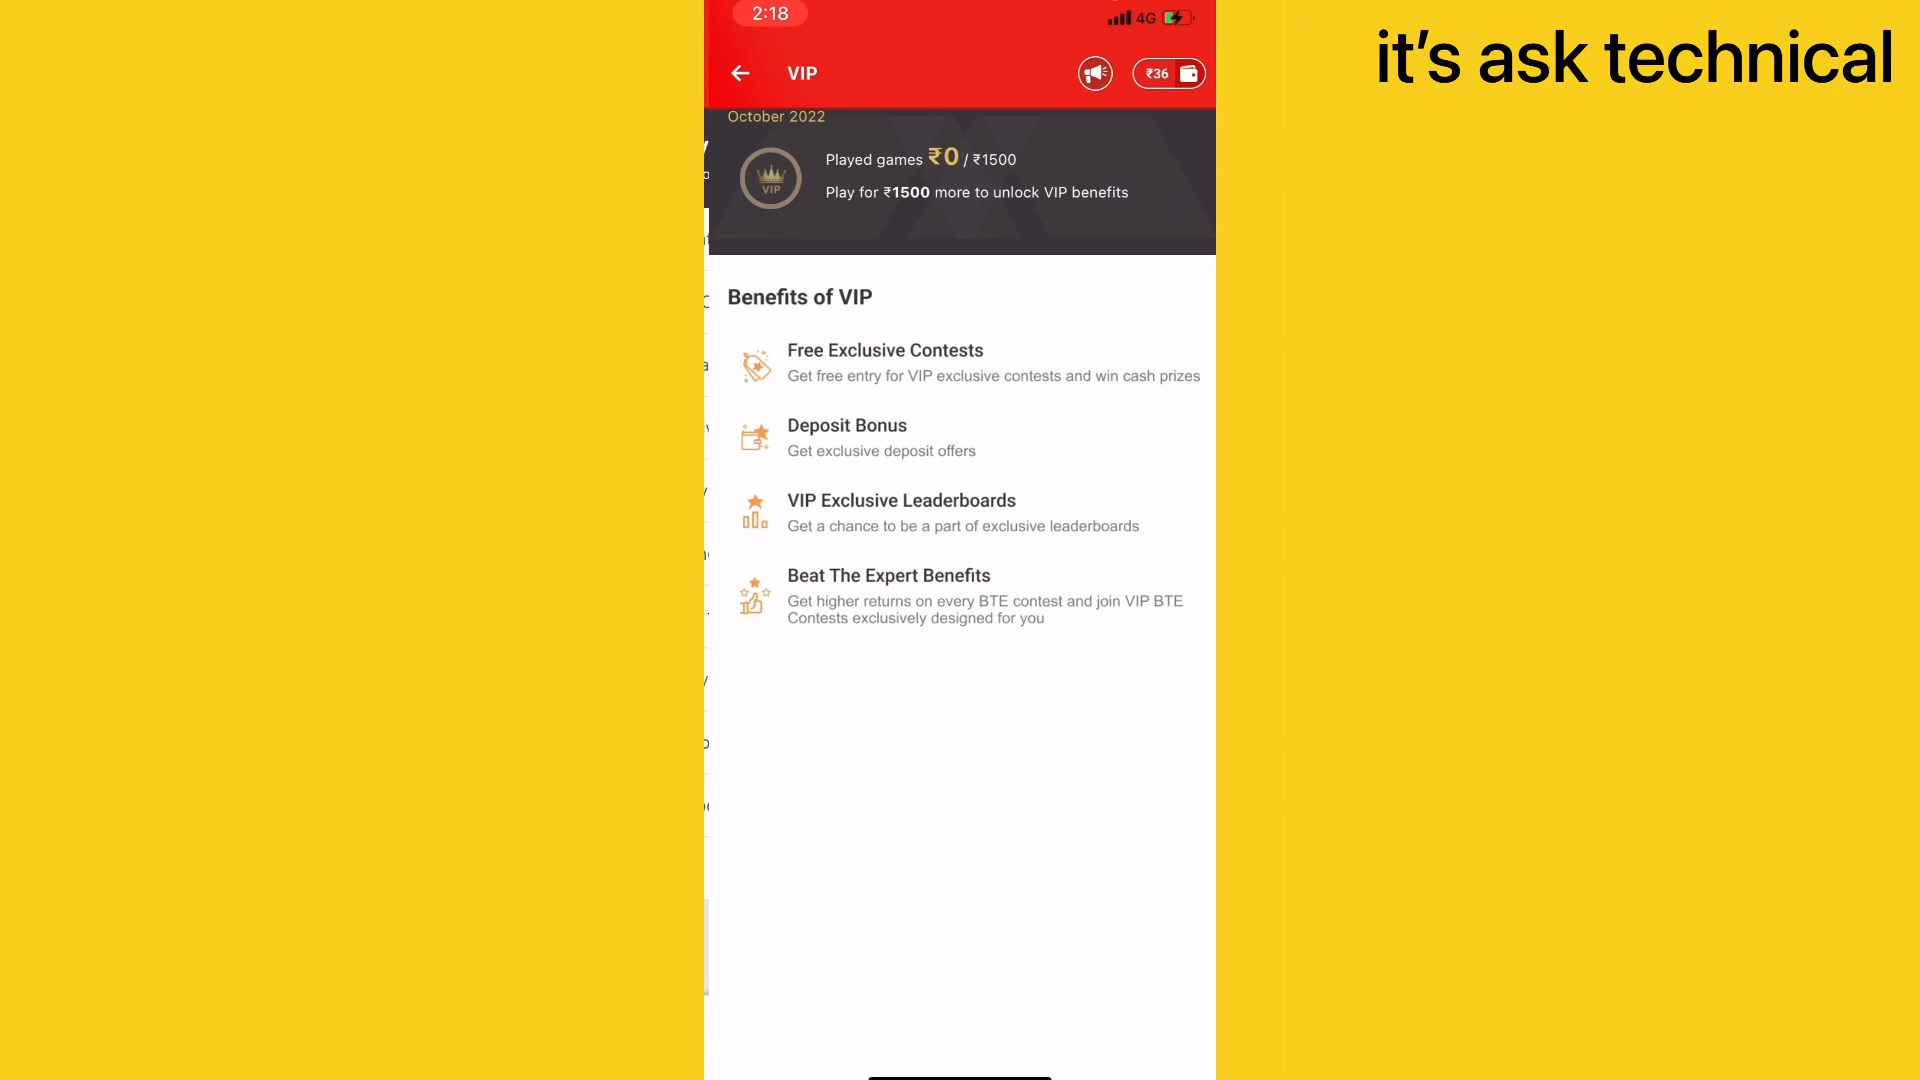 it's ask technical
2:18
4G
VIP
₹36
October 2022
Played games ₹0 / ₹1500
VIP
Play for ₹1500 more to unlock VIP benefits
Benefits of VIP
Free Exclusive Contests
Get free entry for VIP exclusive contests and win cash prizes
Deposit Bonus
Get exclusive deposit offers
VIP Exclusive Leaderboards
Get a chance to be a part of exclusive leaderboards
Beat The Expert Benefits
Get higher returns on every BTE contest and join VIP BTE
Contests exclusively designed for you